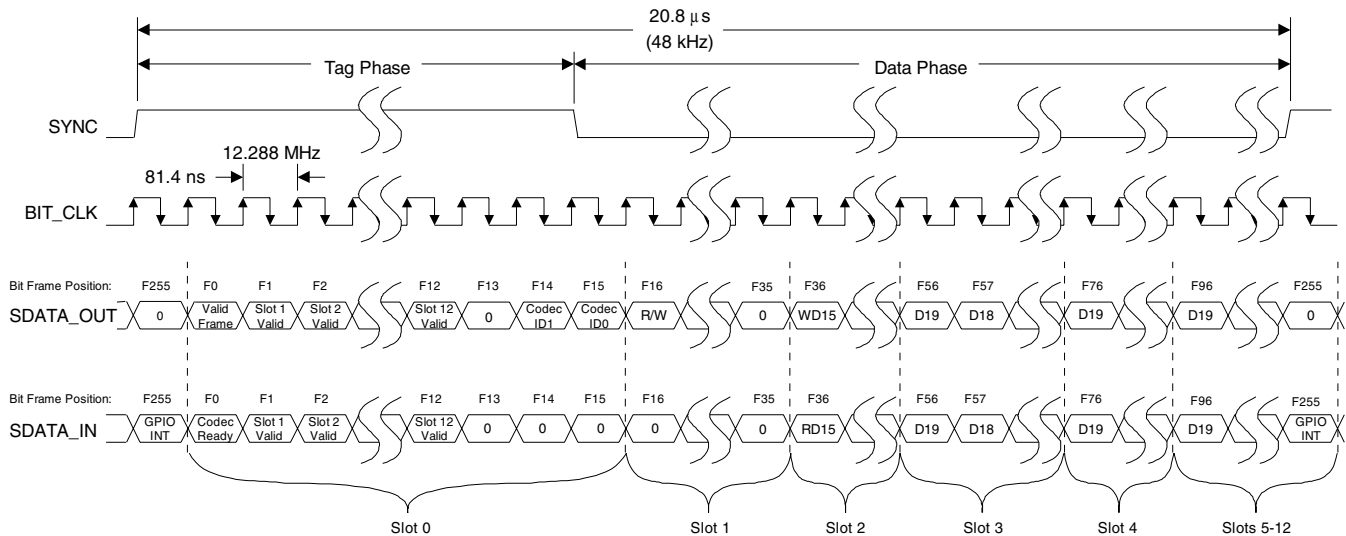 20.8 μs
(48 kHz)
Tag Phase
Data Phase
SYNC
12.288 MHz
81.4 ns
BIT_CLK
Bit Frame Position: F255 F0 F1 F2 F12 F13 F14 F15 F16 F35 F36 F56 F57 F76 F96 F255
SDATA_OUT 0 Valid Frame Slot 1 Valid Slot 2 Valid Slot 12 Valid 0 Codec ID1 Codec ID0 R/W 0 WD15 D19 D18 D19 D19 0
Bit Frame Position: F255 F0 F1 F2 F12 F13 F14 F15 F16 F35 F36 F56 F57 F76 F96 F255
SDATA_IN GPIO INT Codec Ready Slot 1 Valid Slot 2 Valid Slot 12 Valid 0 0 0 0 0 RD15 D19 D18 D19 D19 GPIO INT
Slot 0 Slot 1 Slot 2 Slot 3 Slot 4 Slots 5-12